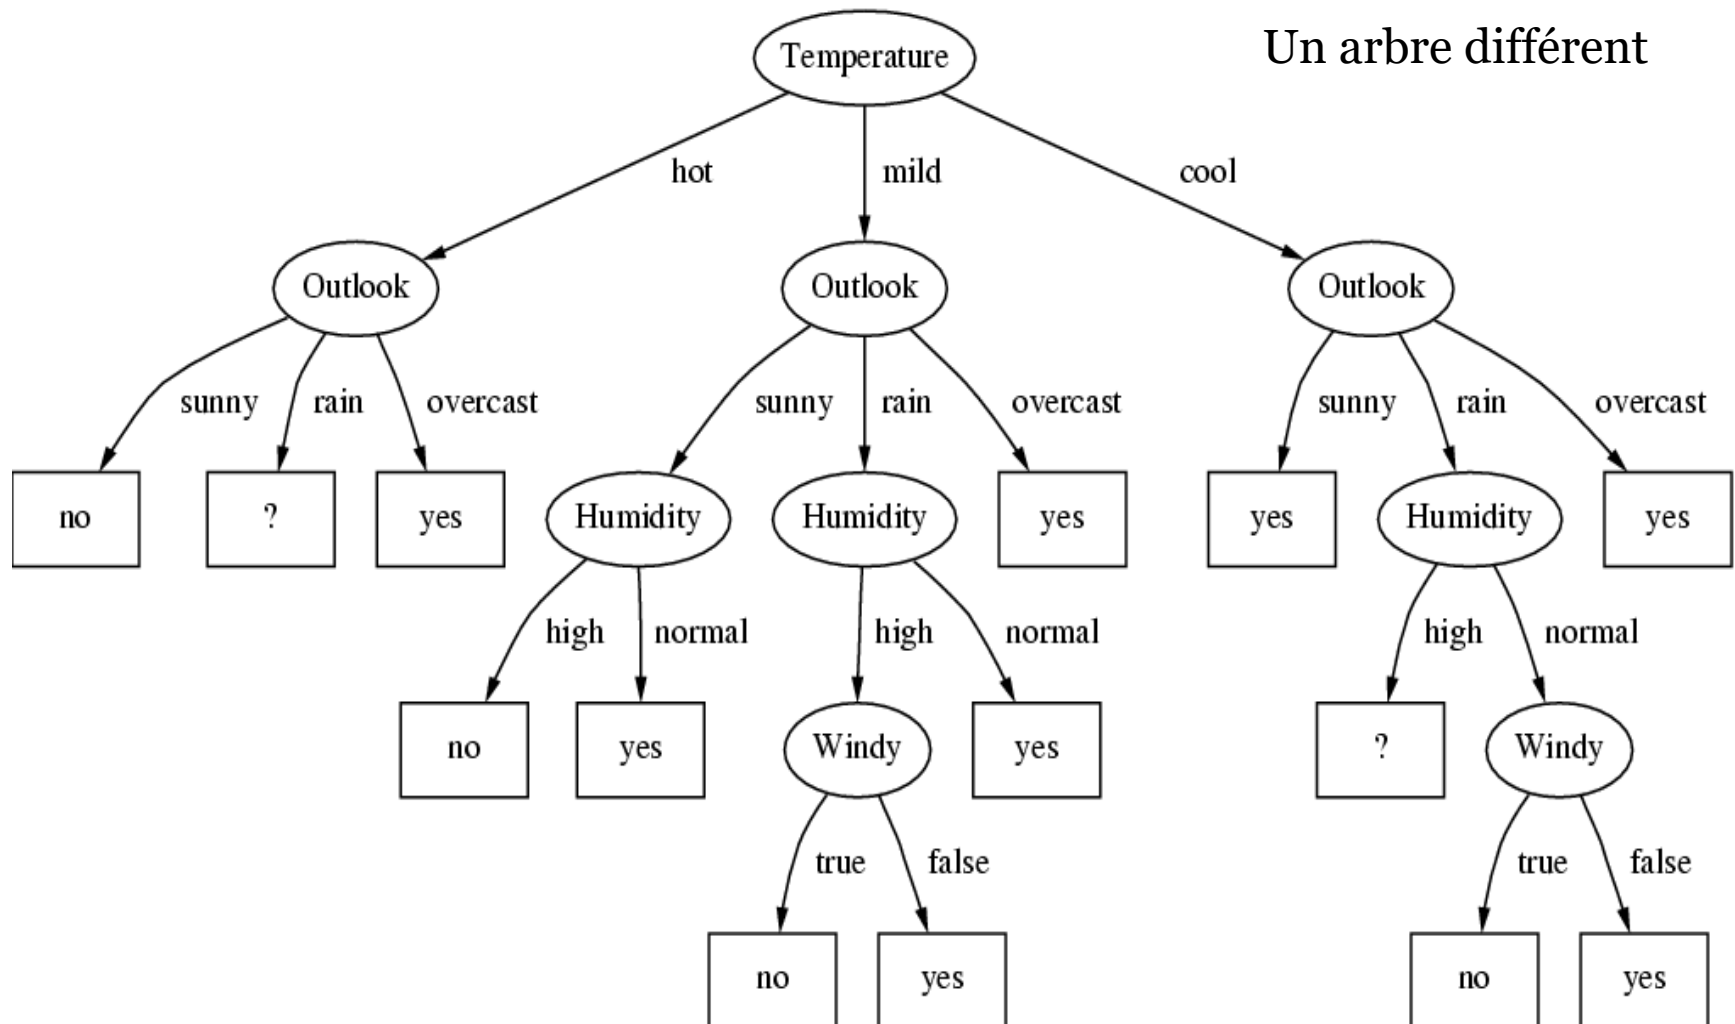 Un arbre différent
Temperature
hot mild cool
Outlook Outlook Outlook
sunny rain overcast sunny rain overcast sunny rain overcast
no ? yes Humidity Humidity yes yes Humidity yes
high normal high normal high normal
no yes Windy yes ? Windy
true false true false
no yes no yes